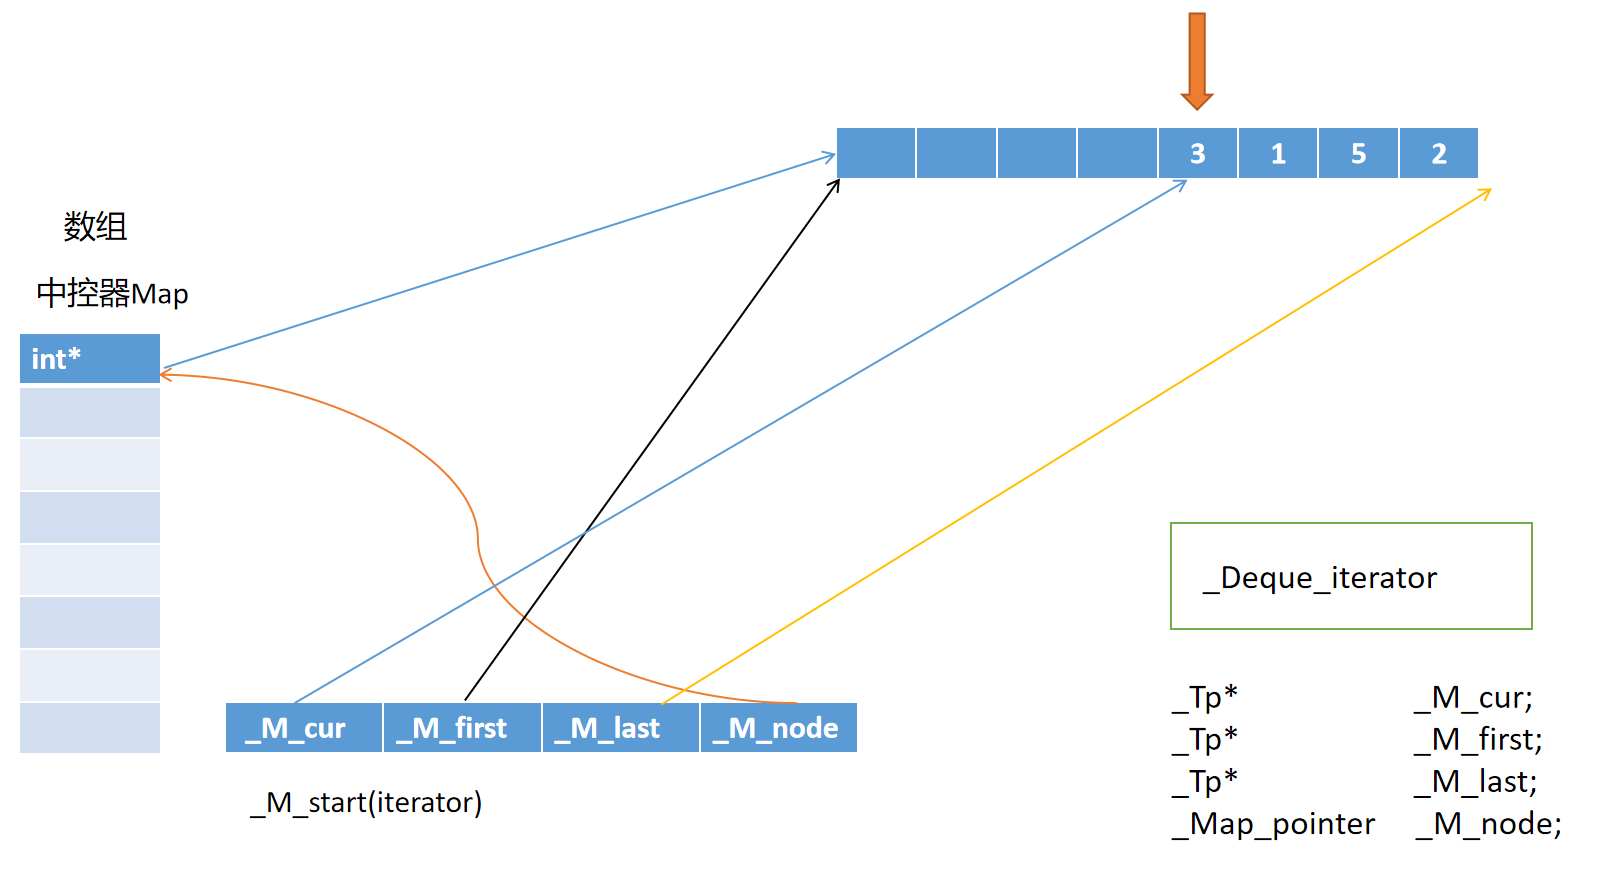 3 1 5 2
数组
中控器Map
int*
_M_cur _M_first _M_last _M_node
_M_start(iterator)
_Deque_iterator
_Tp* _M_cur;
_Tp* _M_first;
_Tp* _M_last;
_Map_pointer _M_node;